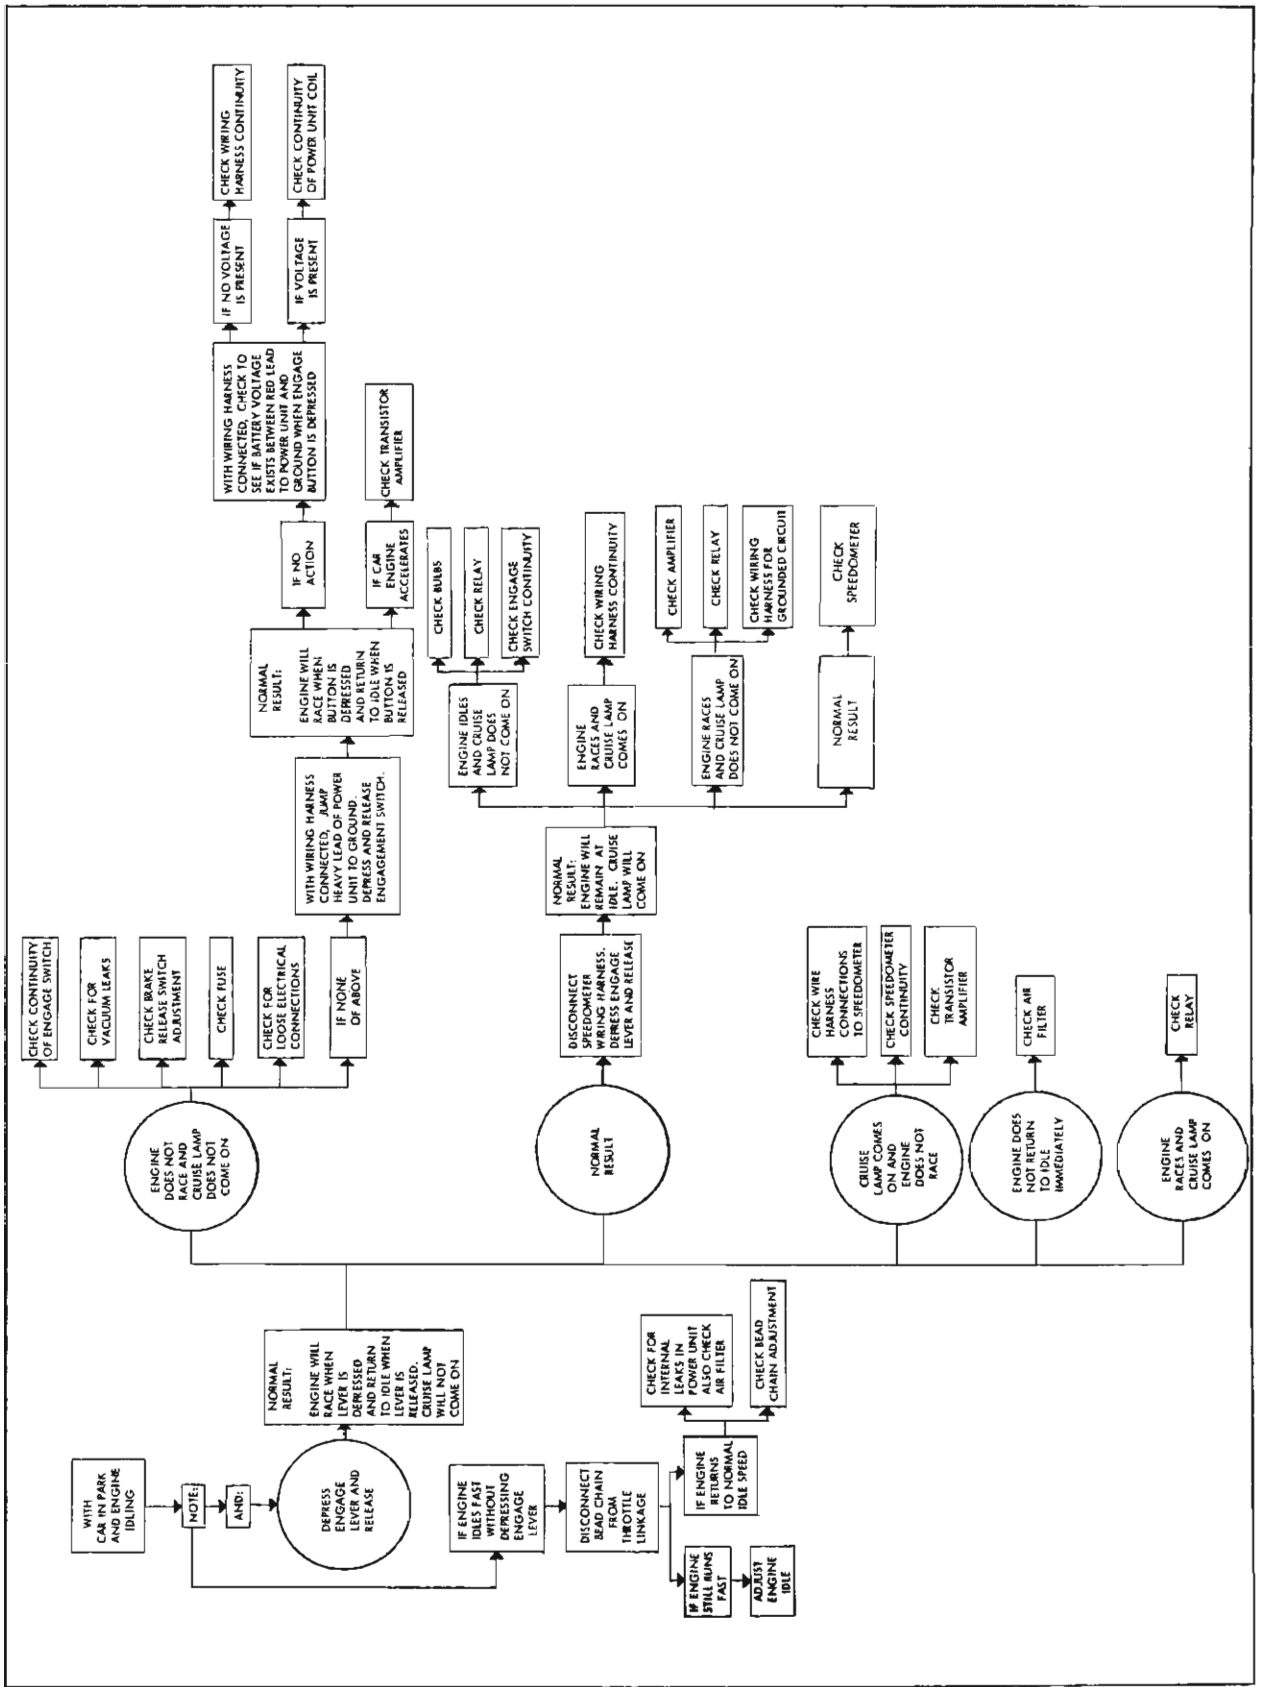 WITH
CAR IN PARK
AND ENGINE
IDLING
NOTE:
AND:
DEPRESS
ENGAGE
LEVER AND
RELEASE
NORMAL
RESULT:
ENGINE WILL
RACE WHEN
LEVER IS
DEPRESSED
AND RETURN
TO IDLE WHEN
LEVER IS
RELEASED.
CRUISE LAMP
WILL NOT
COME ON
IF ENGINE
IDLES FAST
WITHOUT
DEPRESSING
ENGAGE
LEVER
DISCONNECT
BEAD CHAIN
FROM
THROTTLE
LINKAGE
IF ENGINE
STILL RUNS
FAST
ADJUST
ENGINE
IDLE
IF ENGINE
RETURNS
TO NORMAL
IDLE SPEED
CHECK FOR
INTERNAL
LEAKS IN
POWER UNIT
ALSO CHECK
AIR FILTER
CHECK BEAD
CHAIN ADJUSTMENT
ENGINE
DOES NOT
RACE AND
CRUISE LAMP
DOES NOT
COME ON
CHECK CONTINUITY
OF ENGAGE SWITCH
CHECK FOR
VACUUM LEAKS
CHECK BRAKE
RELEASE SWITCH
ADJUSTMENT
CHECK FUSE
CHECK FOR
LOOSE ELECTRICAL
CONNECTIONS
IF NONE
OF ABOVE
WITH WIRING HARNESS
CONNECTED, JUMP
HEAVY LEAD OF POWER
UNIT TO GROUND.
DEPRESS AND RELEASE
ENGAGEMENT SWITCH.
NORMAL
RESULT:
ENGINE WILL
RACE WHEN
BUTTON IS
DEPRESSED
AND RETURN
TO IDLE WHEN
BUTTON IS
RELEASED
IF NO
ACTION
IF CAR
ENGINE
ACCELERATES
WITH WIRING HARNESS
CONNECTED, CHECK TO
SEE IF BATTERY VOLTAGE
EXISTS BETWEEN RED LEAD
TO POWER UNIT AND
GROUND WHEN ENGAGE
BUTTON IS DEPRESSED
CHECK TRANSISTOR
AMPLIFIER
IF NO VOLTAGE
IS PRESENT
IF VOLTAGE
IS PRESENT
CHECK WIRING
HARNESS CONTINUITY
CHECK CONTINUITY
OF POWER UNIT COIL
NORMAL
RESULT
DISCONNECT
SPEEDOMETER
WIRING HARNESS.
DEPRESS ENGAGE
LEVER AND RELEASE
NORMAL
RESULT:
ENGINE WILL
REMAIN AT
IDLE. CRUISE
LAMP WILL
COME ON
ENGINE IDLES
AND CRUISE
LAMP DOES
NOT COME ON
CHECK BULBS
CHECK RELAY
CHECK ENGAGE
SWITCH CONTINUITY
ENGINE
RACES AND
CRUISE LAMP
COMES ON
CHECK WIRING
HARNESS CONTINUITY
ENGINE RACES
AND CRUISE LAMP
DOES NOT COME ON
CHECK AMPLIFIER
CHECK RELAY
CHECK WIRING
HARNESS FOR
GROUNDED CIRCUIT
NORMAL
RESULT
CHECK
SPEEDOMETER
CRUISE
LAMP COMES
ON AND
ENGINE
DOES NOT
RACE
CHECK WIRE
HARNESS
CONNECTIONS
TO SPEEDOMETER
CHECK SPEEDOMETER
CONTINUITY
CHECK
TRANSISTOR
AMPLIFIER
ENGINE DOES
NOT RETURN
TO IDLE
IMMEDIATELY
CHECK AIR
FILTER
ENGINE
RACES AND
CRUISE LAMP
COMES ON
CHECK
RELAY